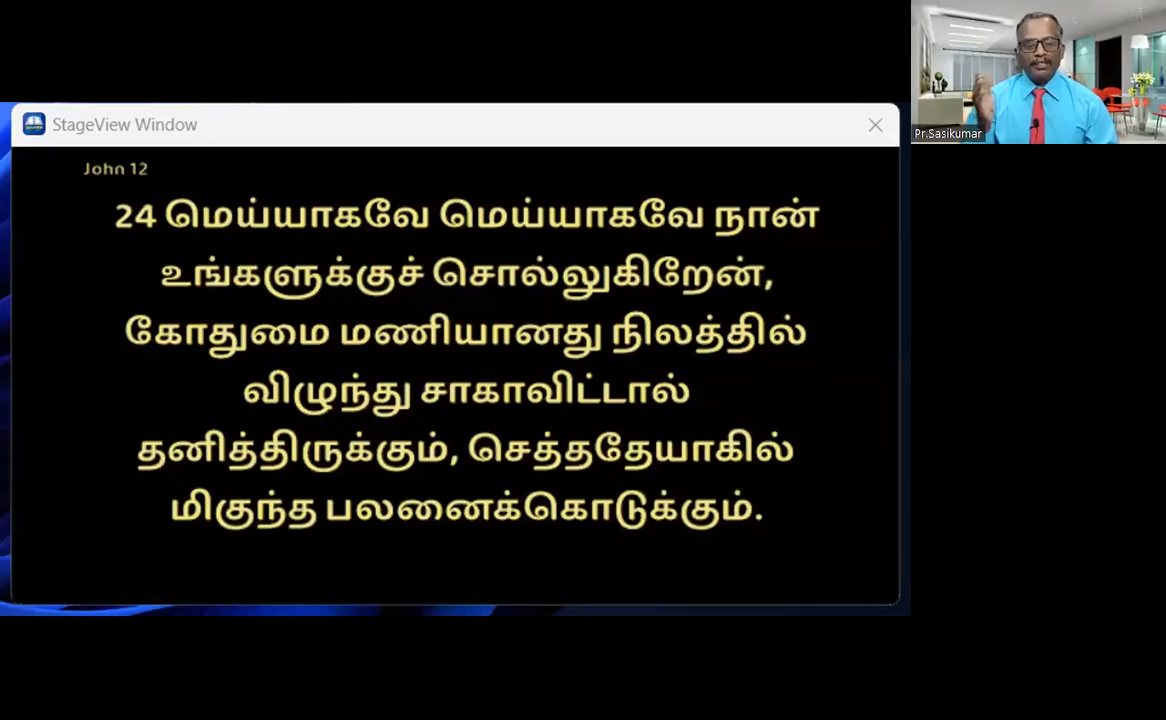 StageView Window
John 12
24 மெய்யாகவே மெய்யாகவே நான்
உங்களுக்குச் சொல்லுகிறேன்,
கோதுமை மணியானது நிலத்தில்
விழுந்து சாகாவிட்டால்
தனித்திருக்கும், செத்ததேயாகில்
மிகுந்த பலனைக்கொடுக்கும்.
Pr.Sasikumar